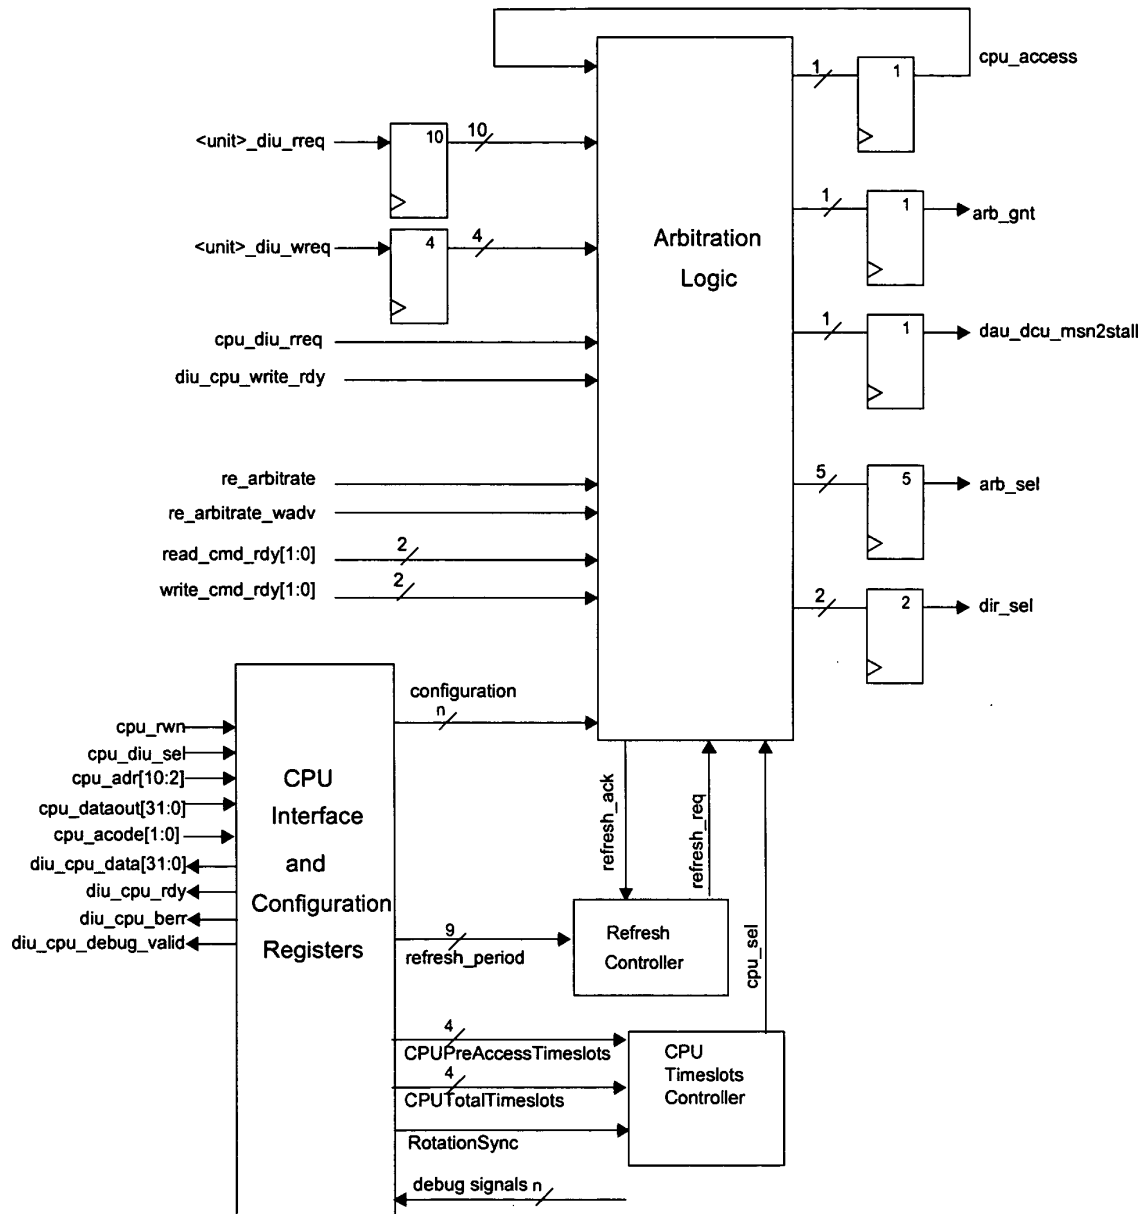 cpu_access
1
1
<unit>_diu_rreq
10
10
<unit>_diu_wreq
4
4
1
1
arb_gnt
Arbitration
Logic
cpu_diu_rreq
diu_cpu_write_rdy
1
1
dau_dcu_msn2stall
re_arbitrate
re_arbitrate_wadv
read_cmd_rdy[1:0]
2
write_cmd_rdy[1:0]
2
5
5
arb_sel
2
2
dir_sel
configuration
n
cpu_rwn
cpu_diu_sel
cpu_adr[10:2]
cpu_dataout[31:0]
cpu_acode[1:0]
diu_cpu_data[31:0]
diu_cpu_rdy
diu_cpu_berr
diu_cpu_debug_valid
CPU
Interface
and
Configuration
Registers
refresh_ack
refresh_req
cpu_sel
9
refresh_period
Refresh
Controller
4
CPUPreAccessTimeslots
4
CPUTotalTimeslots
RotationSync
CPU
Timeslots
Controller
debug signals n